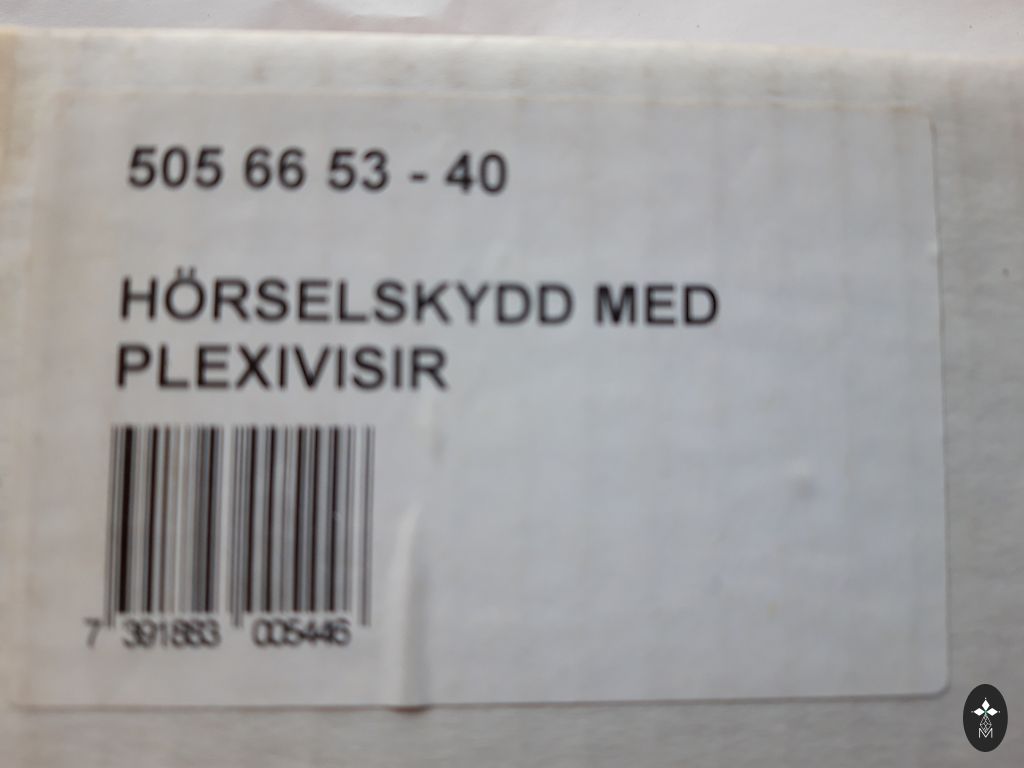 505 66 53 - 40
HÖRSELSKYDD MED
PLEXIVISIR
7 391883 005446
M